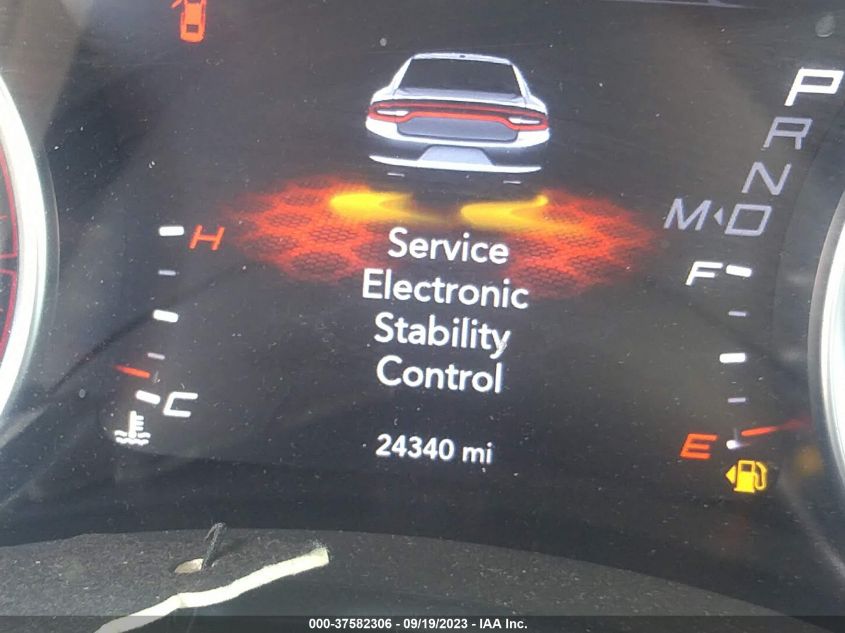 P
R
N
M D
H
F
Service
Electronic
Stability
Control
C
E
24340 mi
000-37582306 - 09/19/2023 - IAA Inc.